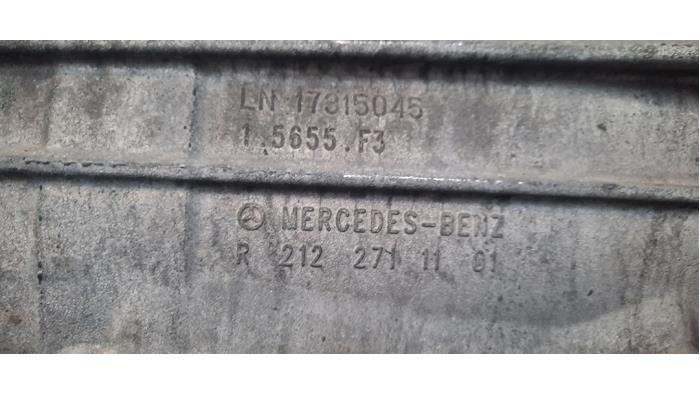 LN 17315045
1.5655.F3
MERCEDES-BENZ
R 212 271 11 01